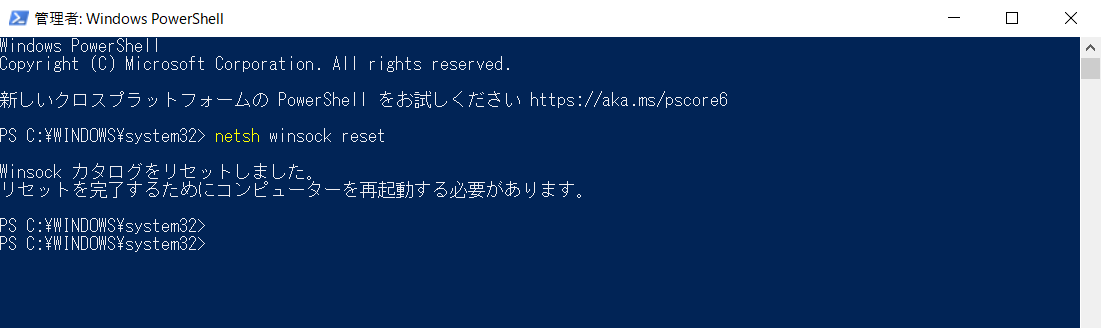 管理者: Windows PowerShell
Windows PowerShell
Copyright (C) Microsoft Corporation. All rights reserved.
新しいクロスプラットフォームの PowerShell をお試しください https://aka.ms/pscore6
PS C:¥WINDOWS¥system32> netsh winsock reset
Winsock カタログをリセットしました。
リセットを完了するためにコンピューターを再起動する必要があります。
PS C:¥WINDOWS¥system32>
PS C:¥WINDOWS¥system32>